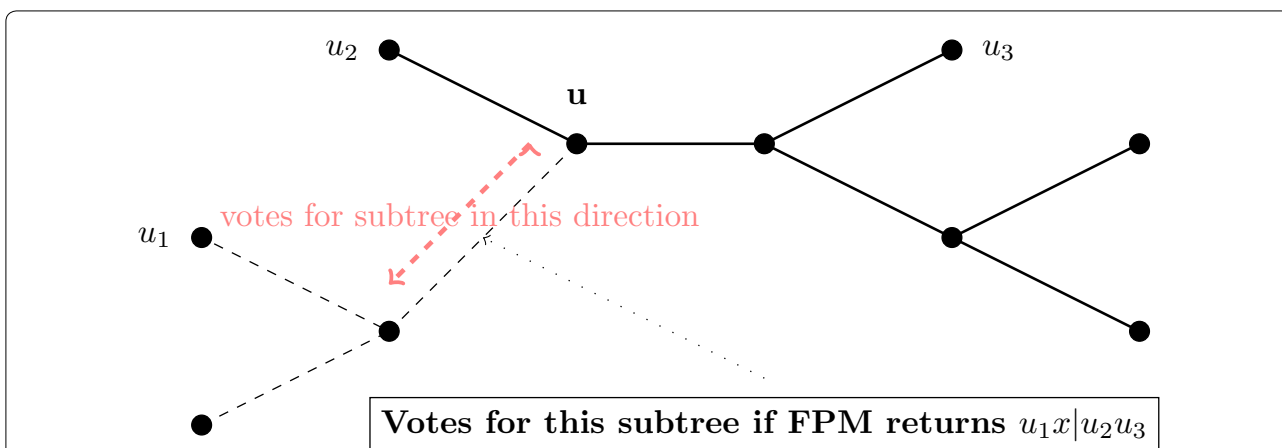 u₂
u₃
u
votes for subtree in this direction
u₁
Votes for this subtree if FPM returns u₁x|u₂u₃